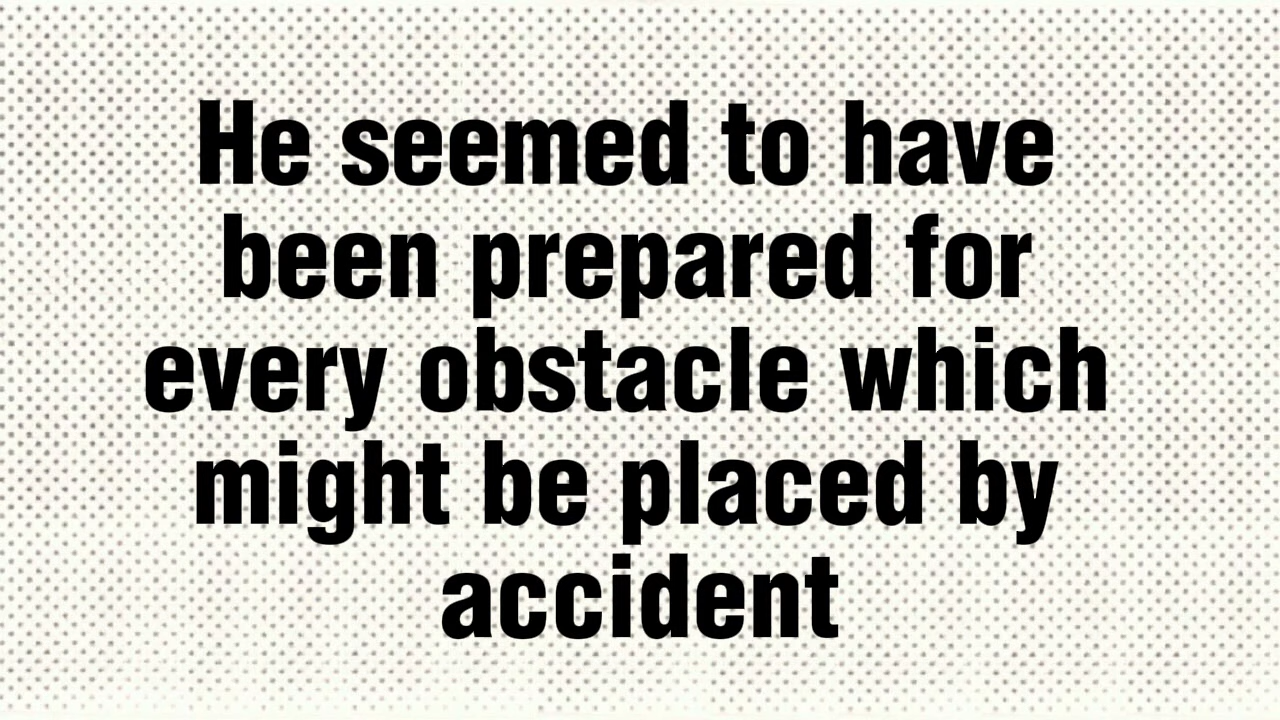 He seemed to have
been prepared for
every obstacle which
might be placed by
accident